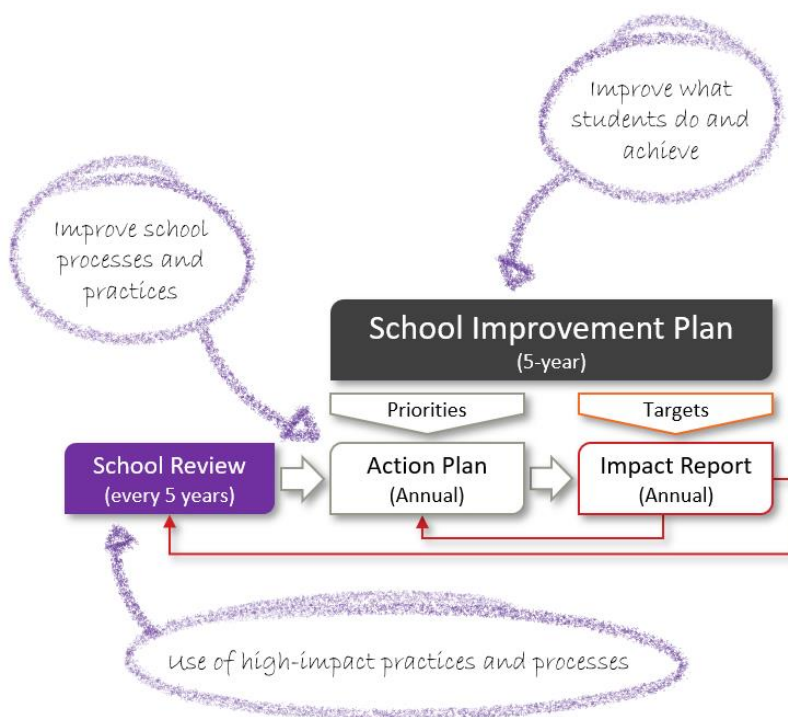 Improve what
students do and
achieve
Improve school
processes and
practices
School Improvement Plan
(5-year)
Priorities
Targets
School Review
(every 5 years)
Action Plan
(Annual)
Impact Report
(Annual)
Use of high-impact practices and processes